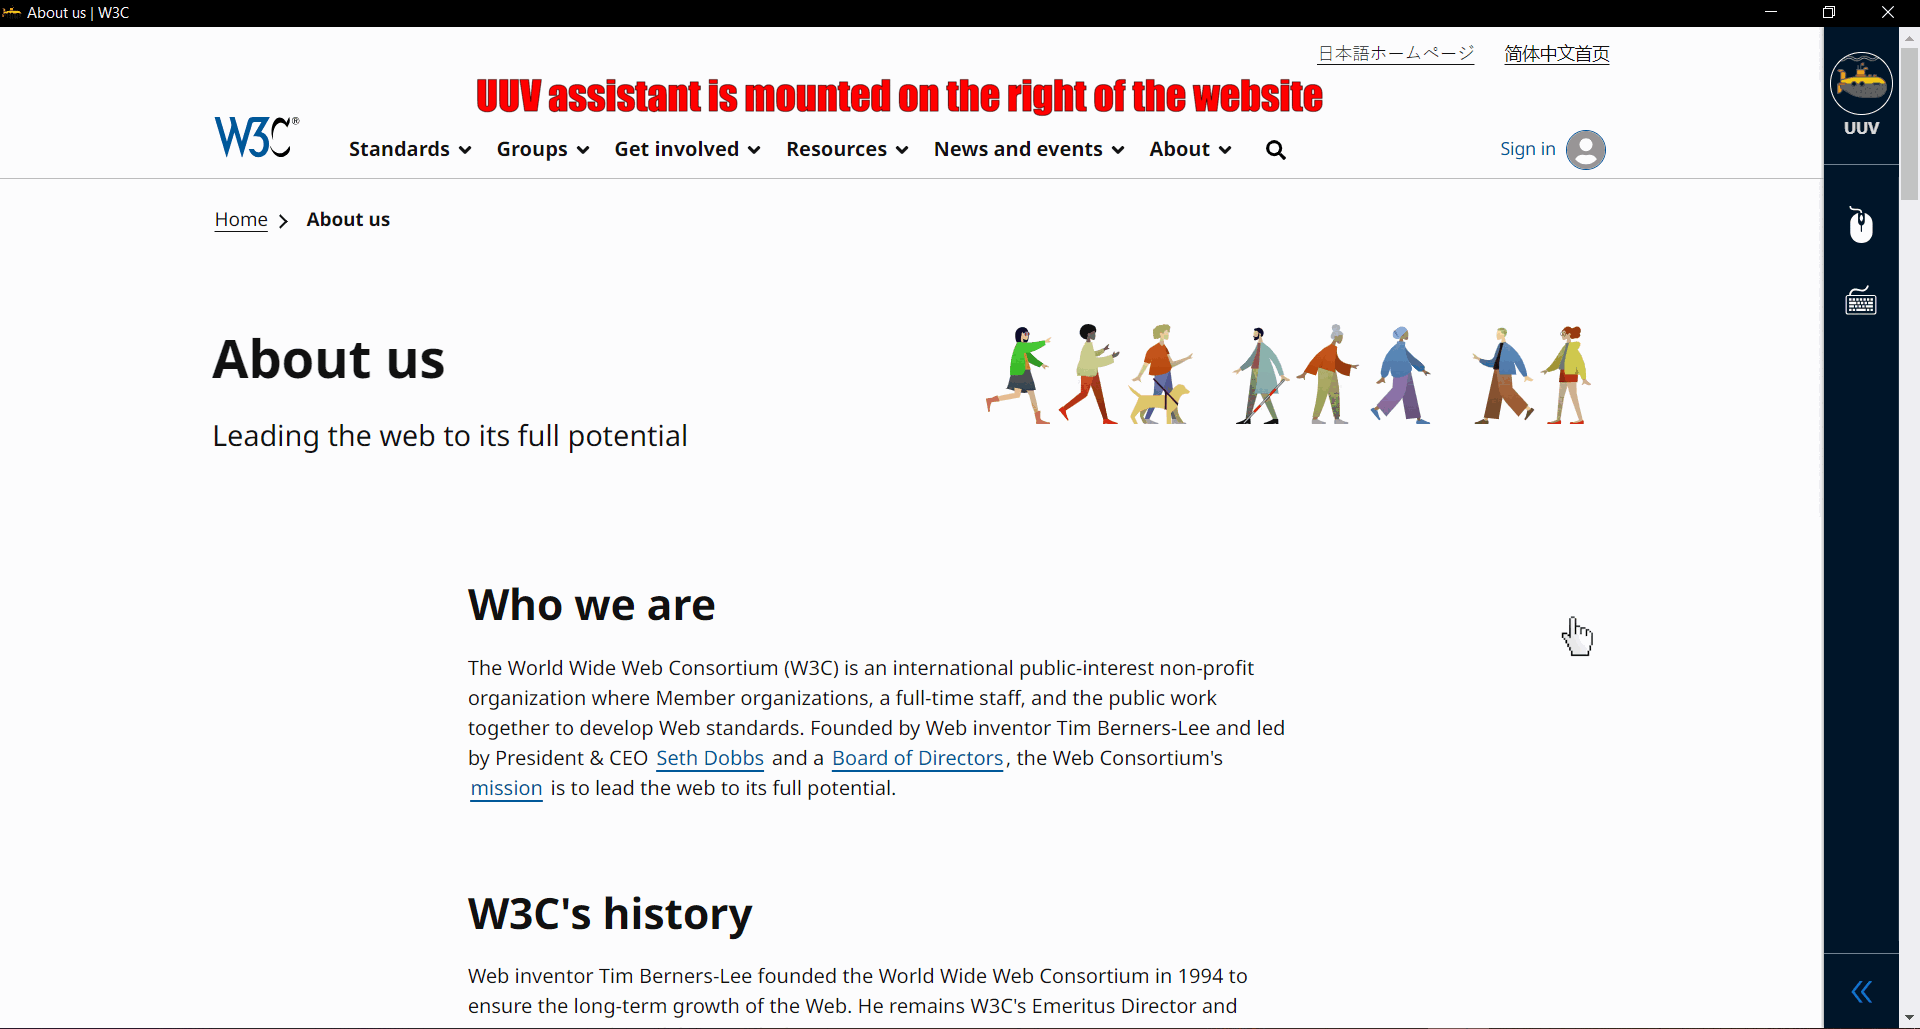 About us | W3C
日本語ホームページ 简体中文首页
UUV assistant is mounted on the right of the website
W3C®
Standards Groups Get involved Resources News and events About Sign in
UUV
Home About us
About us
Leading the web to its full potential
Who we are
The World Wide Web Consortium (W3C) is an international public-interest non-profit
organization where Member organizations, a full-time staff, and the public work
together to develop Web standards. Founded by Web inventor Tim Berners-Lee and led
by President & CEO Seth Dobbs and a Board of Directors, the Web Consortium's
mission is to lead the web to its full potential.
W3C's history
Web inventor Tim Berners-Lee founded the World Wide Web Consortium in 1994 to
ensure the long-term growth of the Web. He remains W3C's Emeritus Director and